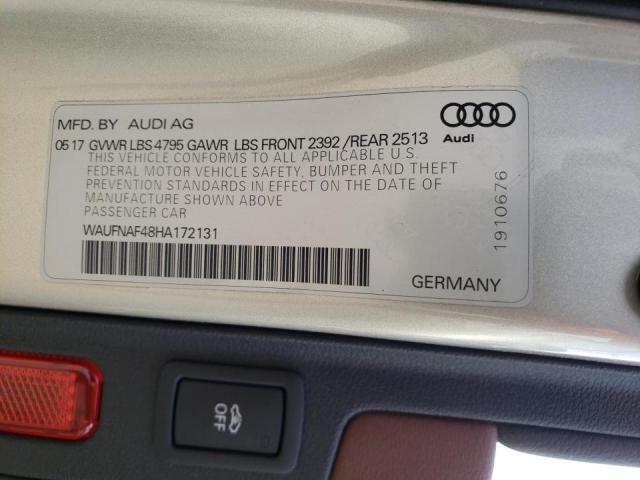 MFD. BY AUDI AG
0517 GVWR LBS 4795 GAWR LBS FRONT 2392 /REAR 2513
THIS VEHICLE CONFORMS TO ALL APPLICABLE U.S.
FEDERAL MOTOR VEHICLE SAFETY, BUMPER AND THEFT
PREVENTION STANDARDS IN EFFECT ON THE DATE OF
MANUFACTURE SHOWN ABOVE
PASSENGER CAR
WAUFNAF48HA172131
GERMANY
Audi
1910676
OFF